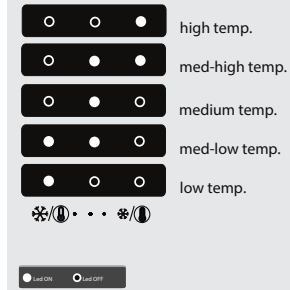 high temp.
med-high temp.
medium temp.
med-low temp.
low temp.
Led ON Led OFF